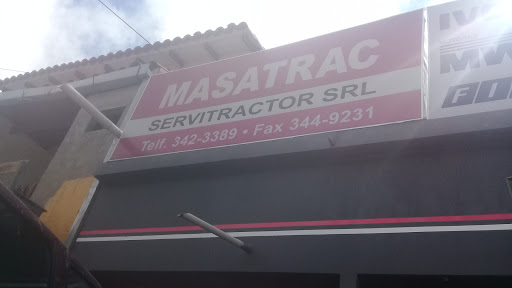 MASATRAC
SERVITRACTOR SRL
Telf. 342-3389 • Fax 344-9231